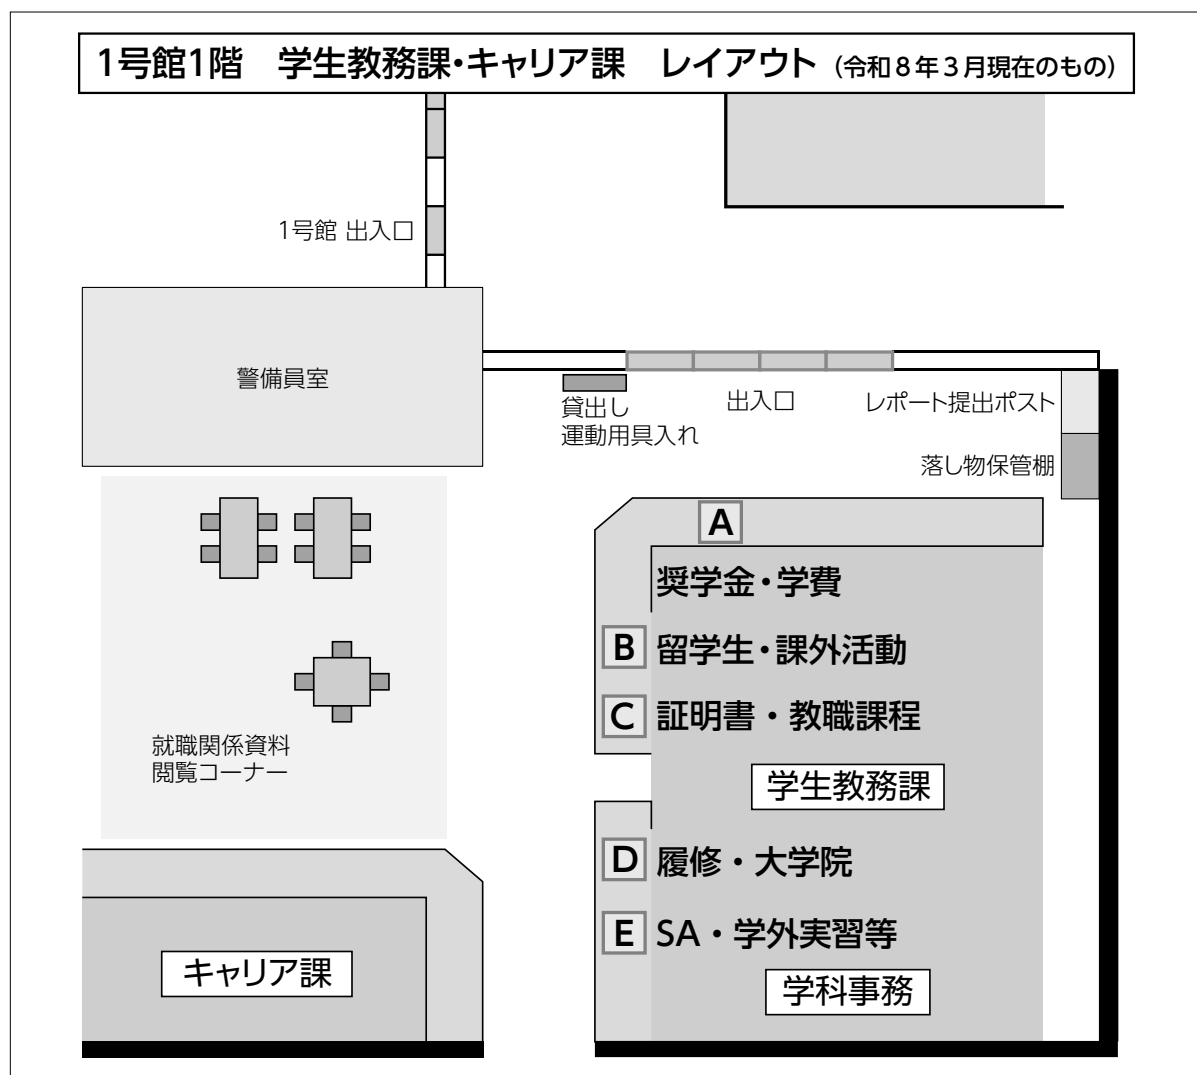 1号館1階　学生教務課・キャリア課　レイアウト（令和８年３月現在のもの）
1号館 出入口
警備員室
貸出し
運動用具入れ
出入口
レポート提出ポスト
落し物保管棚
A
奨学金・学費
B 留学生・課外活動
C 証明書・教職課程
学生教務課
就職関係資料
閲覧コーナー
D 履修・大学院
E SA・学外実習等
キャリア課
学科事務